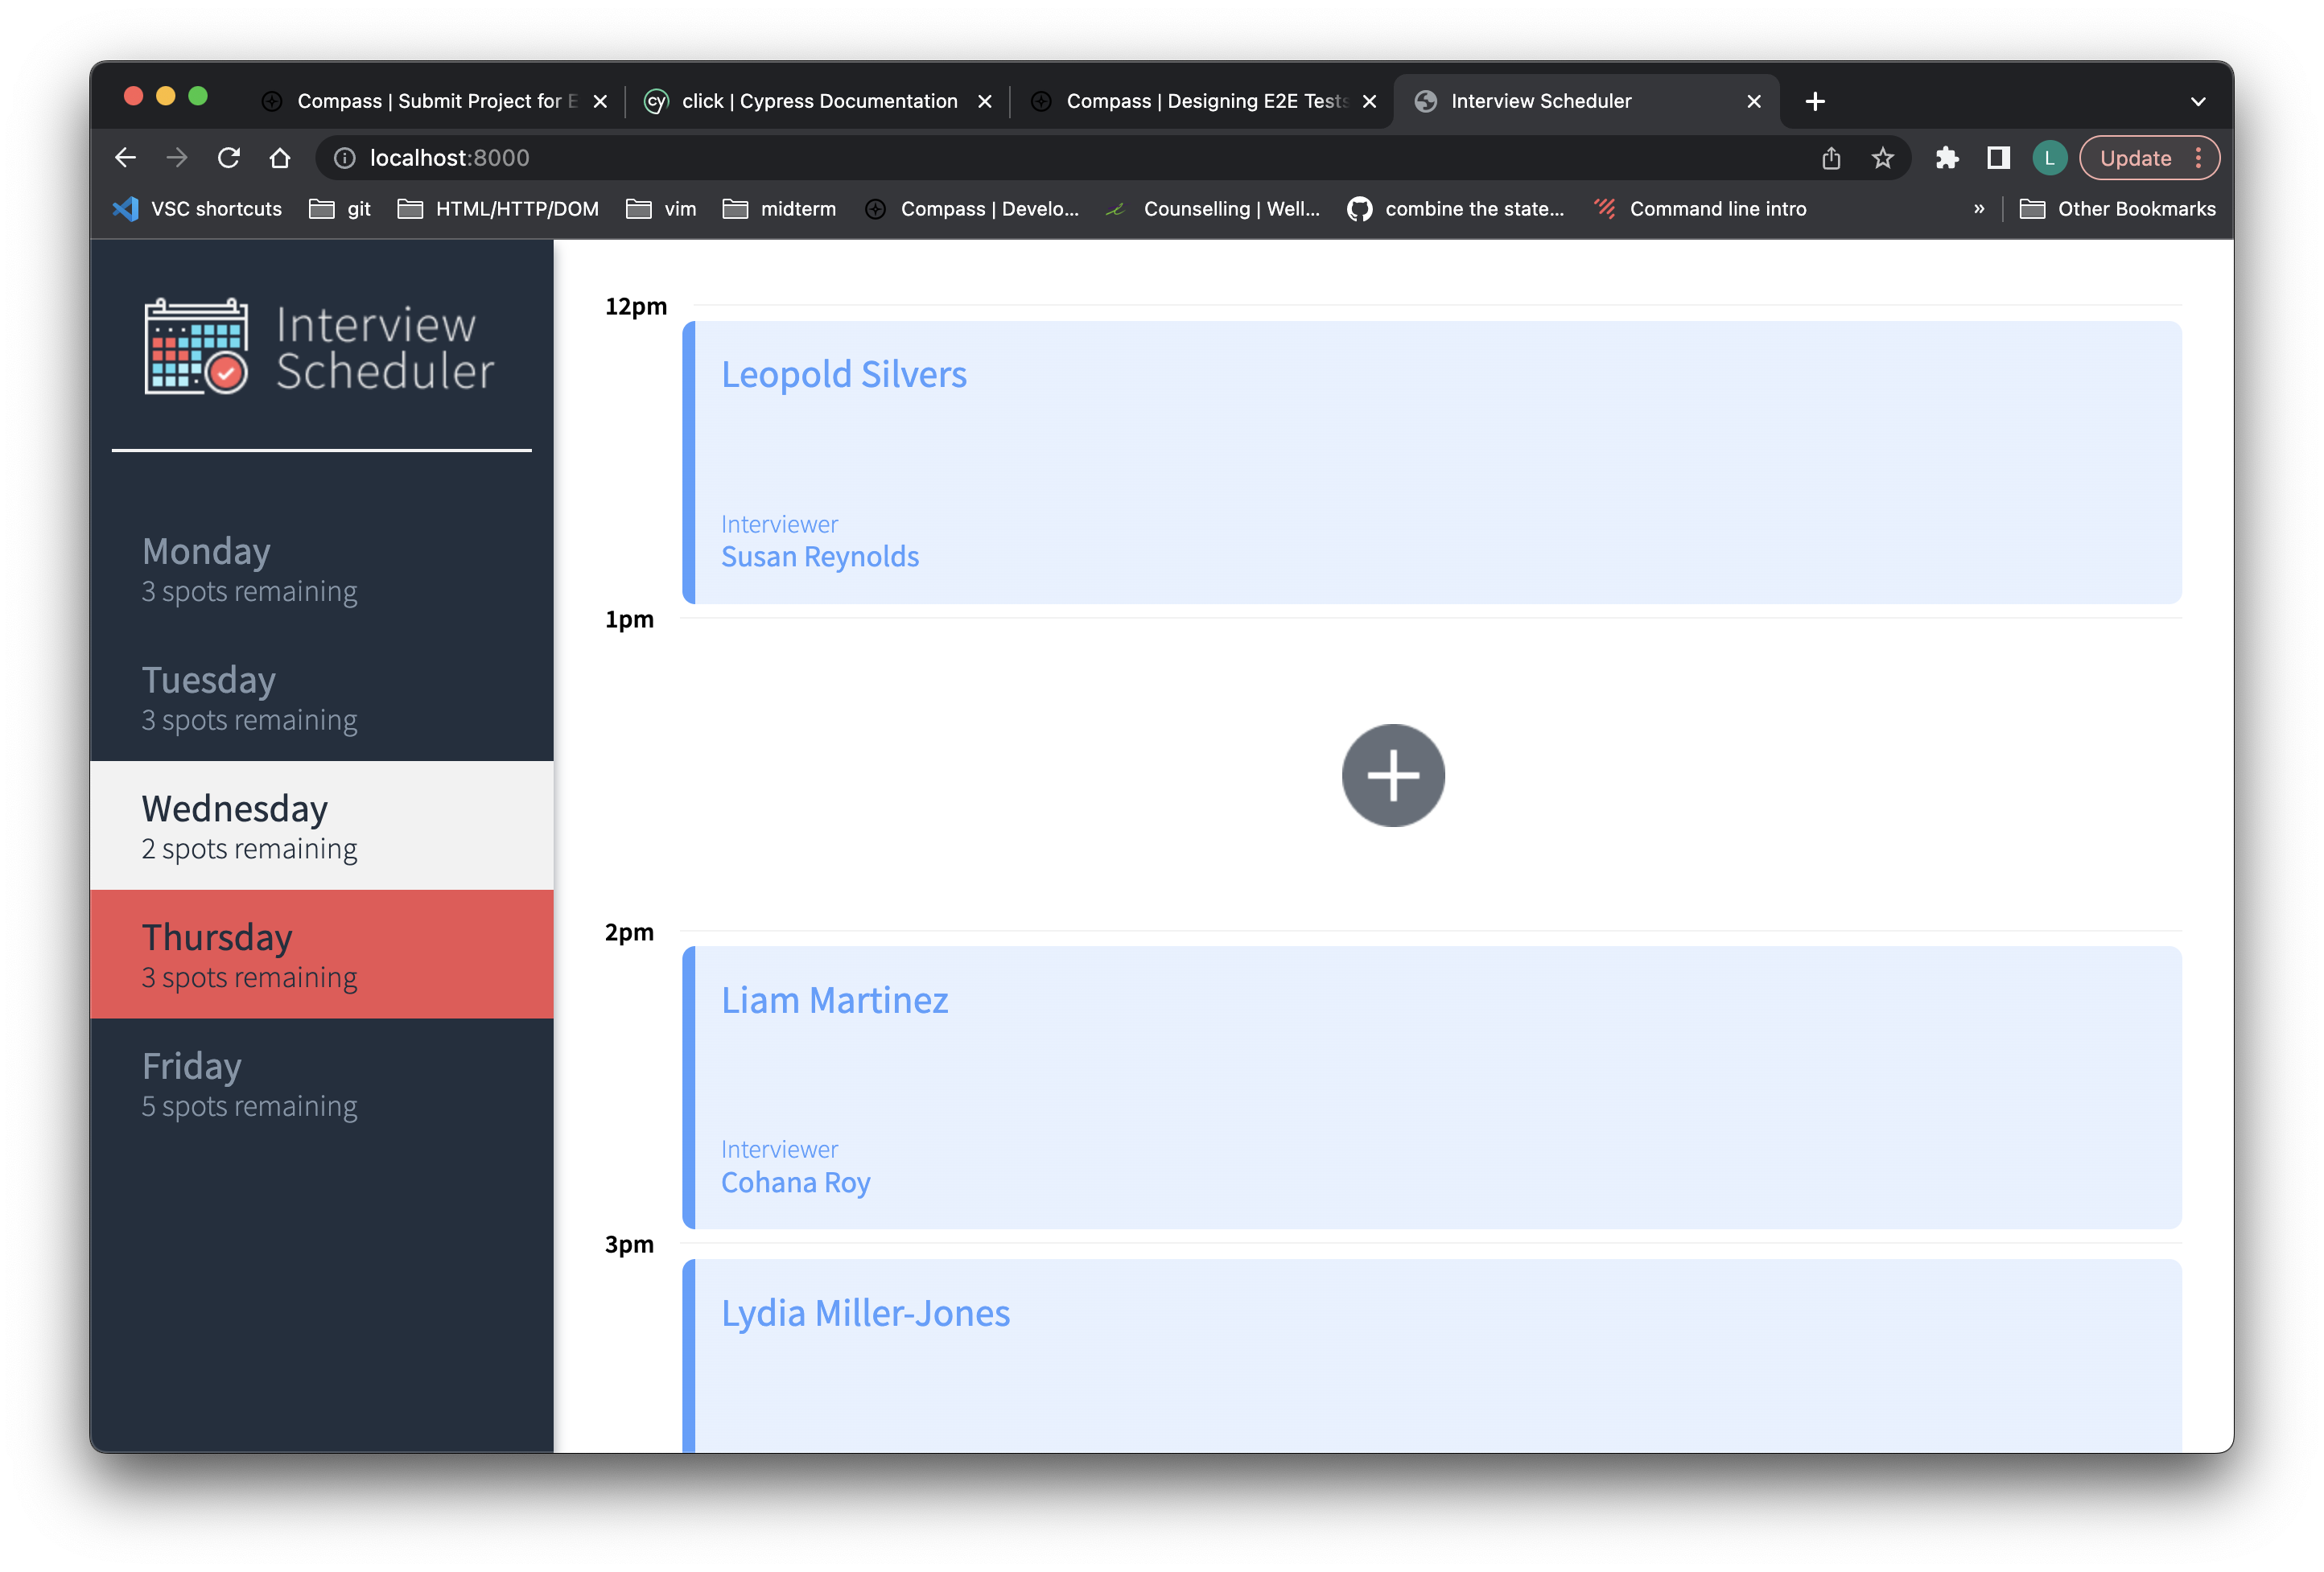 Compass | Submit Project for E
click | Cypress Documentation
Compass | Designing E2E Tests
Interview Scheduler
localhost:8000
L
Update
VSC shortcuts
git
HTML/HTTP/DOM
vim
midterm
Compass | Develo...
Counselling | Well...
combine the state...
Command line intro
»
Other Bookmarks
Interview
Scheduler
Monday
3 spots remaining
Tuesday
3 spots remaining
Wednesday
2 spots remaining
Thursday
3 spots remaining
Friday
5 spots remaining
12pm
Leopold Silvers
Interviewer
Susan Reynolds
1pm
2pm
Liam Martinez
Interviewer
Cohana Roy
3pm
Lydia Miller-Jones